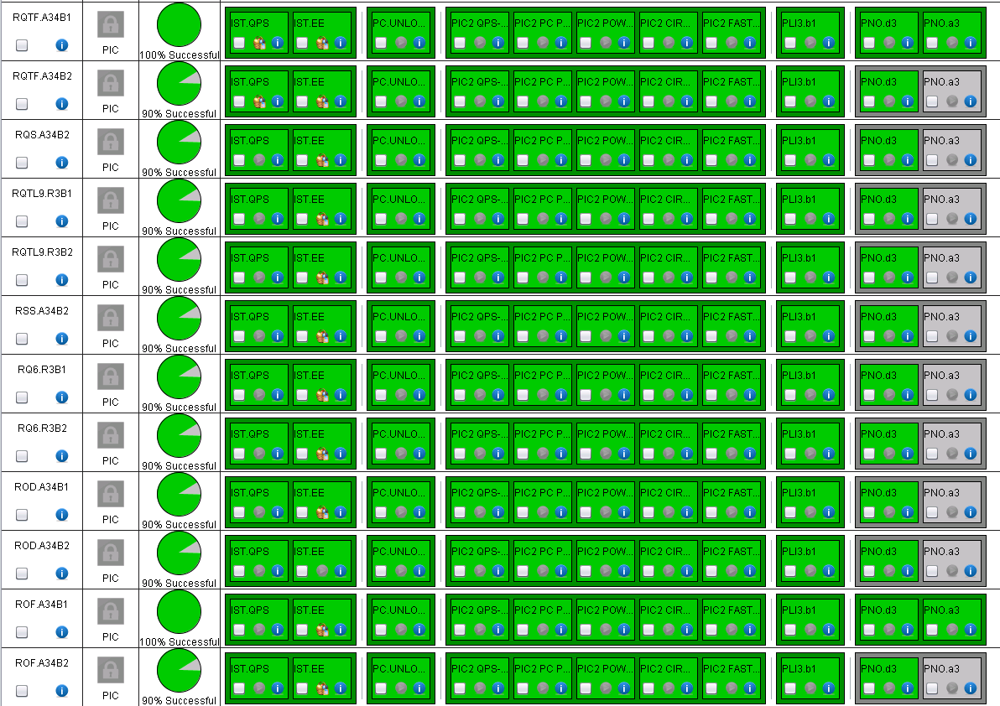 RQTF.A34B1 PIC 100% Successful IST.QPS IST.EE PC.UNLO... PIC2 QPS-... PIC2 PC P... PIC2 POW... PIC2 CIR... PIC2 FAST... PLI3.b1 PNO.d3 PNO.a3
RQTF.A34B2 PIC 90% Successful IST.QPS IST.EE PC.UNLO... PIC2 QPS-... PIC2 PC P... PIC2 POW... PIC2 CIR... PIC2 FAST... PLI3.b1 PNO.d3 PNO.a3
RQS.A34B2 PIC 90% Successful IST.QPS IST.EE PC.UNLO... PIC2 QPS-... PIC2 PC P... PIC2 POW... PIC2 CIR... PIC2 FAST... PLI3.b1 PNO.d3 PNO.a3
RQTL9.R3B1 PIC 90% Successful IST.QPS IST.EE PC.UNLO... PIC2 QPS-... PIC2 PC P... PIC2 POW... PIC2 CIR... PIC2 FAST... PLI3.b1 PNO.d3 PNO.a3
RQTL9.R3B2 PIC 90% Successful IST.QPS IST.EE PC.UNLO... PIC2 QPS-... PIC2 PC P... PIC2 POW... PIC2 CIR... PIC2 FAST... PLI3.b1 PNO.d3 PNO.a3
RSS.A34B2 PIC 90% Successful IST.QPS IST.EE PC.UNLO... PIC2 QPS-... PIC2 PC P... PIC2 POW... PIC2 CIR... PIC2 FAST... PLI3.b1 PNO.d3 PNO.a3
RQ6.R3B1 PIC 90% Successful IST.QPS IST.EE PC.UNLO... PIC2 QPS-... PIC2 PC P... PIC2 POW... PIC2 CIR... PIC2 FAST... PLI3.b1 PNO.d3 PNO.a3
RQ6.R3B2 PIC 90% Successful IST.QPS IST.EE PC.UNLO... PIC2 QPS-... PIC2 PC P... PIC2 POW... PIC2 CIR... PIC2 FAST... PLI3.b1 PNO.d3 PNO.a3
ROD.A34B1 PIC 90% Successful IST.QPS IST.EE PC.UNLO... PIC2 QPS-... PIC2 PC P... PIC2 POW... PIC2 CIR... PIC2 FAST... PLI3.b1 PNO.d3 PNO.a3
ROD.A34B2 PIC 90% Successful IST.QPS IST.EE PC.UNLO... PIC2 QPS-... PIC2 PC P... PIC2 POW... PIC2 CIR... PIC2 FAST... PLI3.b1 PNO.d3 PNO.a3
ROF.A34B1 PIC 100% Successful IST.QPS IST.EE PC.UNLO... PIC2 QPS-... PIC2 PC P... PIC2 POW... PIC2 CIR... PIC2 FAST... PLI3.b1 PNO.d3 PNO.a3
ROF.A34B2 PIC 90% Successful IST.QPS IST.EE PC.UNLO... PIC2 QPS-... PIC2 PC P... PIC2 POW... PIC2 CIR... PIC2 FAST... PLI3.b1 PNO.d3 PNO.a3